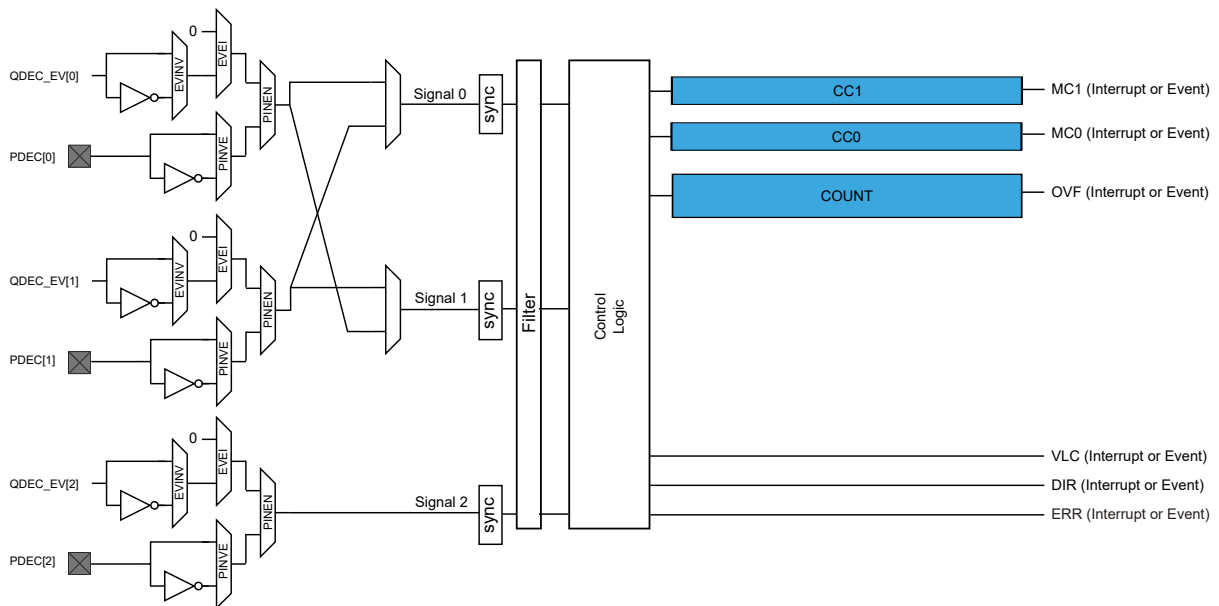 0
EVEI
QDEC_EV[0]
EVINV
PINEN
PDEC[0]
PINVE
Signal 0
sync
0
EVEI
QDEC_EV[1]
EVINV
PINEN
PDEC[1]
PINVE
Signal 1
sync
0
EVEI
QDEC_EV[2]
EVINV
PINEN
PDEC[2]
PINVE
Signal 2
sync
Filter
Control
Logic
CC1
MC1 (Interrupt or Event)
CC0
MC0 (Interrupt or Event)
COUNT
OVF (Interrupt or Event)
VLC (Interrupt or Event)
DIR (Interrupt or Event)
ERR (Interrupt or Event)